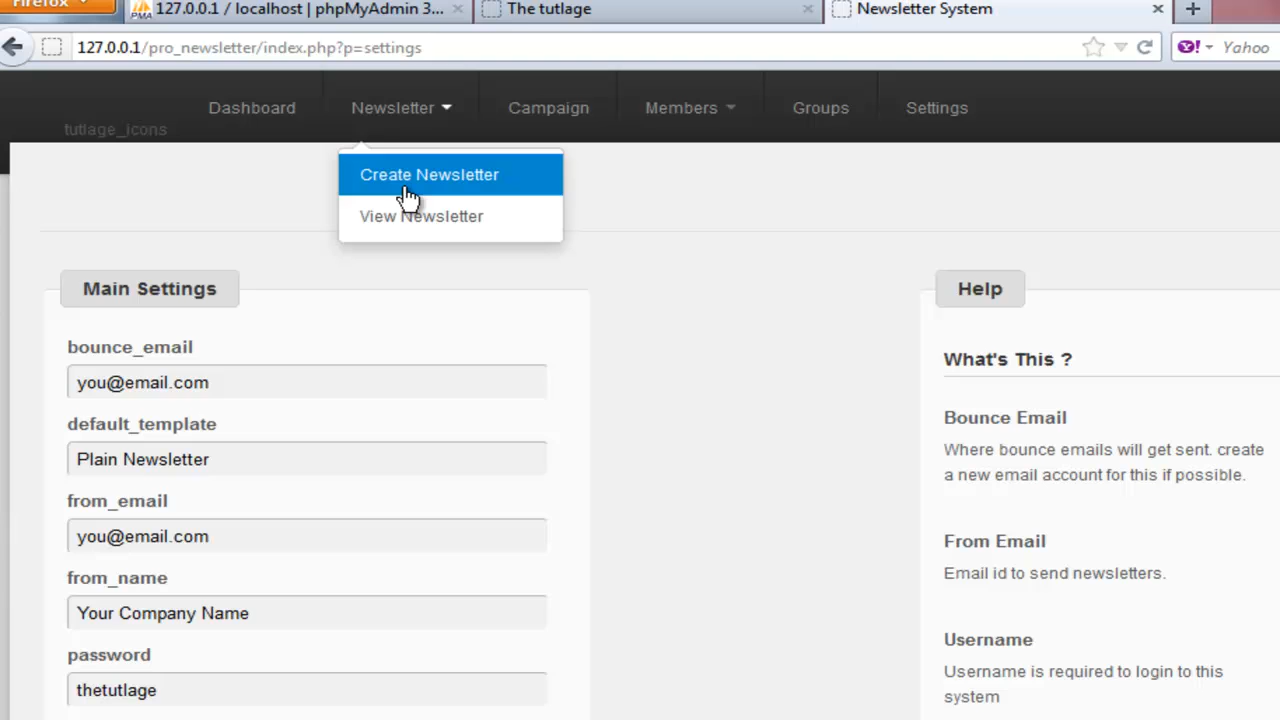 Firefox
127.0.0.1 / localhost | phpMyAdmin 3...
The tutlage
Newsletter System
127.0.0.1/pro_newsletter/index.php?p=settings
Yahoo
Dashboard
Newsletter
Campaign
Members
Groups
Settings
tutlage_icons
Create Newsletter
View Newsletter
Main Settings
bounce_email
you@email.com
default_template
Plain Newsletter
from_email
you@email.com
from_name
Your Company Name
password
thetutlage
Help
What's This ?
Bounce Email
Where bounce emails will get sent. create
a new email account for this if possible.
From Email
Email id to send newsletters.
Username
Username is required to login to this
system